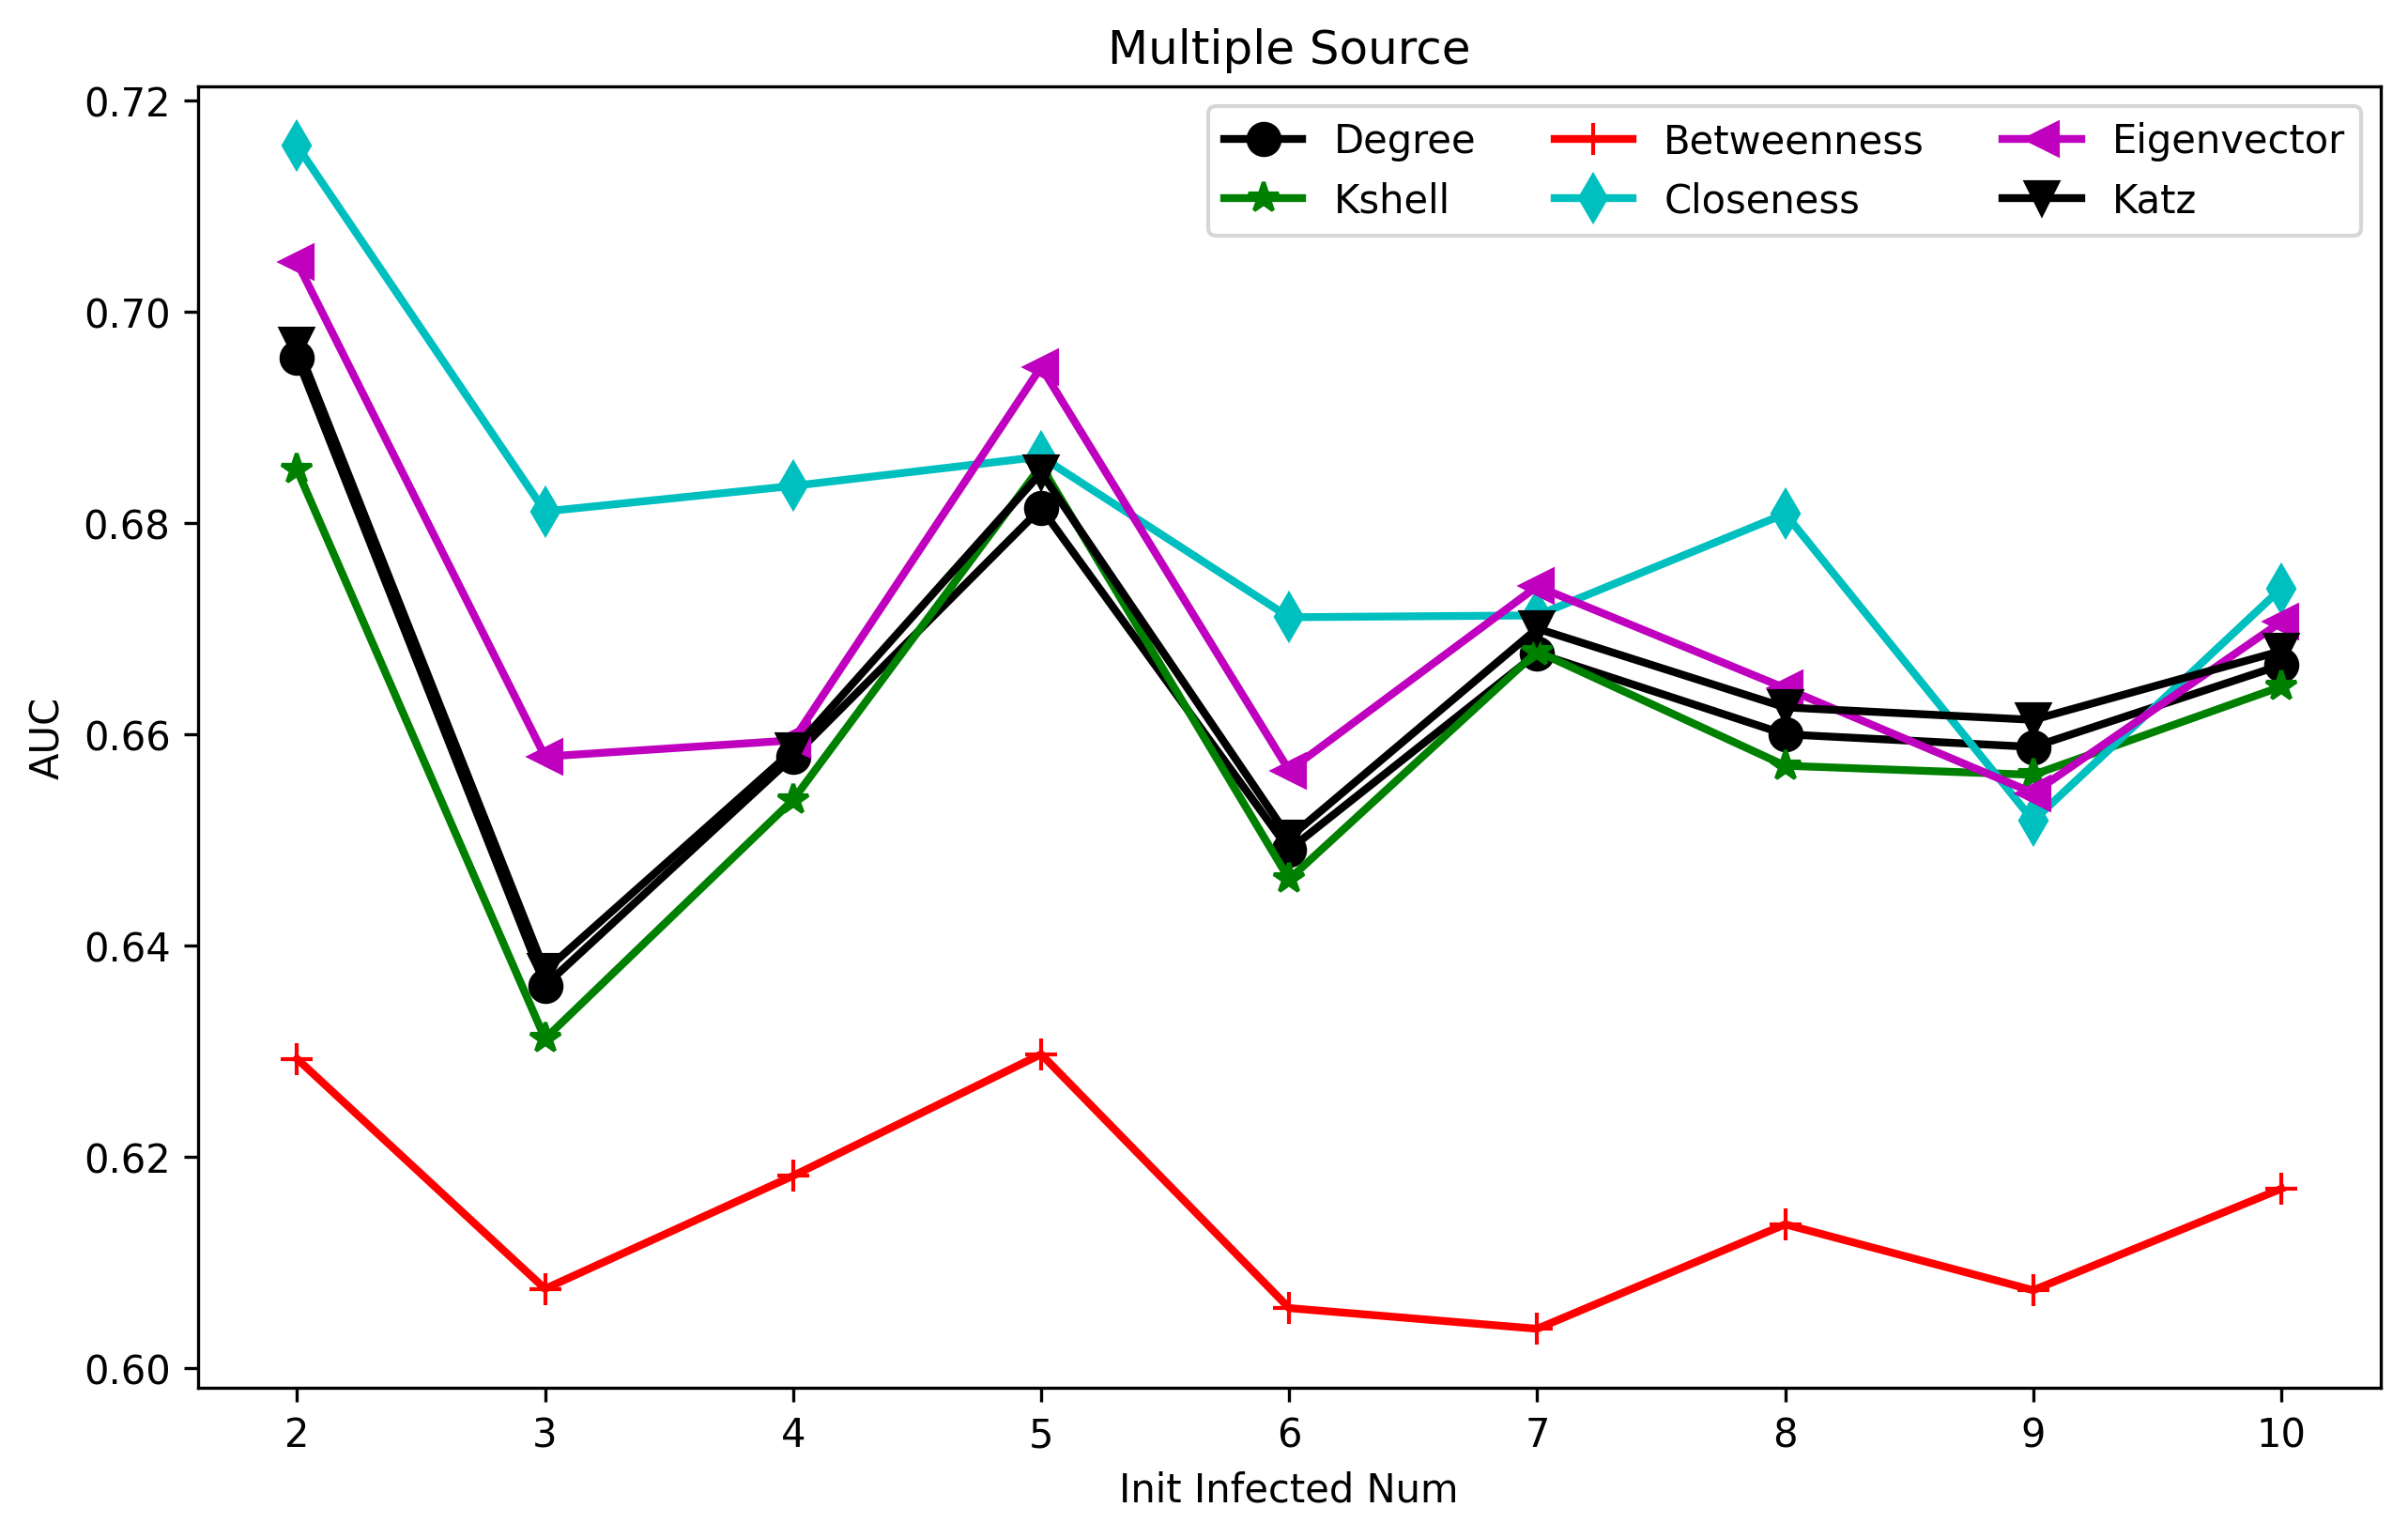 Multiple Source
Degree
Kshell
Betweenness
Closeness
Eigenvector
Katz
AUC
0.72
0.70
0.68
0.66
0.64
0.62
0.60
2 3 4 5 6 7 8 9 10
Init Infected Num